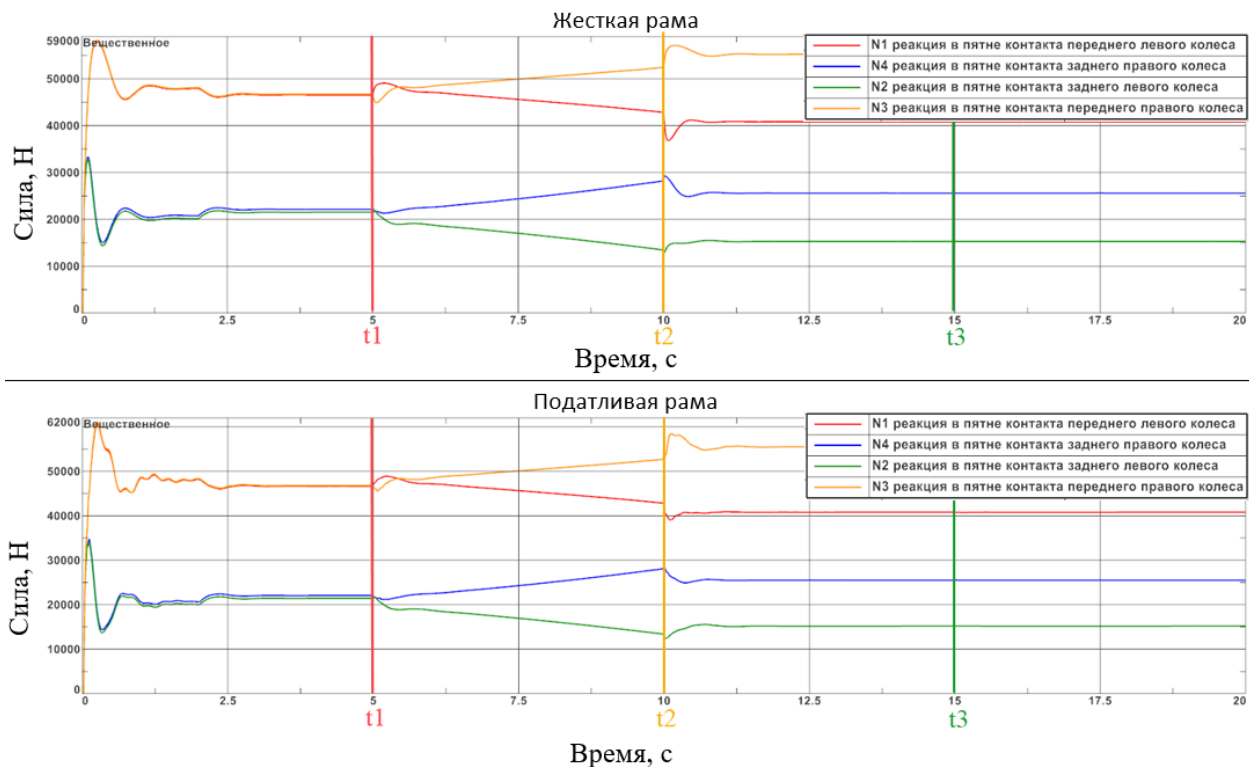 Жесткая рама
59000
Вещественное
50000
40000
30000
20000
10000
0
Сила, Н
N1 реакция в пятне контакта переднего левого колеса
N4 реакция в пятне контакта заднего правого колеса
N2 реакция в пятне контакта заднего левого колеса
N3 реакция в пятне контакта переднего правого колеса
0 2.5 5 7.5 10 12.5 15 17.5 20
t1 t2 t3
Время, с
Податливая рама
62000
Вещественное
50000
40000
30000
20000
10000
0
Сила, Н
N1 реакция в пятне контакта переднего левого колеса
N4 реакция в пятне контакта заднего правого колеса
N2 реакция в пятне контакта заднего левого колеса
N3 реакция в пятне контакта переднего правого колеса
0 2.5 5 7.5 10 12.5 15 17.5 20
t1 t2 t3
Время, с